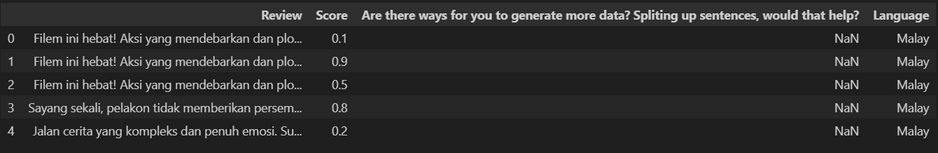 Review Score Are there ways for you to generate more data? Spliting up sentences, would that help? Language
0 Filem ini hebat! Aksi yang mendebarkan dan plo... 0.1 NaN Malay
1 Filem ini hebat! Aksi yang mendebarkan dan plo... 0.9 NaN Malay
2 Filem ini hebat! Aksi yang mendebarkan dan plo... 0.5 NaN Malay
3 Sayang sekali, pelakon tidak memberikan persem... 0.8 NaN Malay
4 Jalan cerita yang kompleks dan penuh emosi. Su... 0.2 NaN Malay